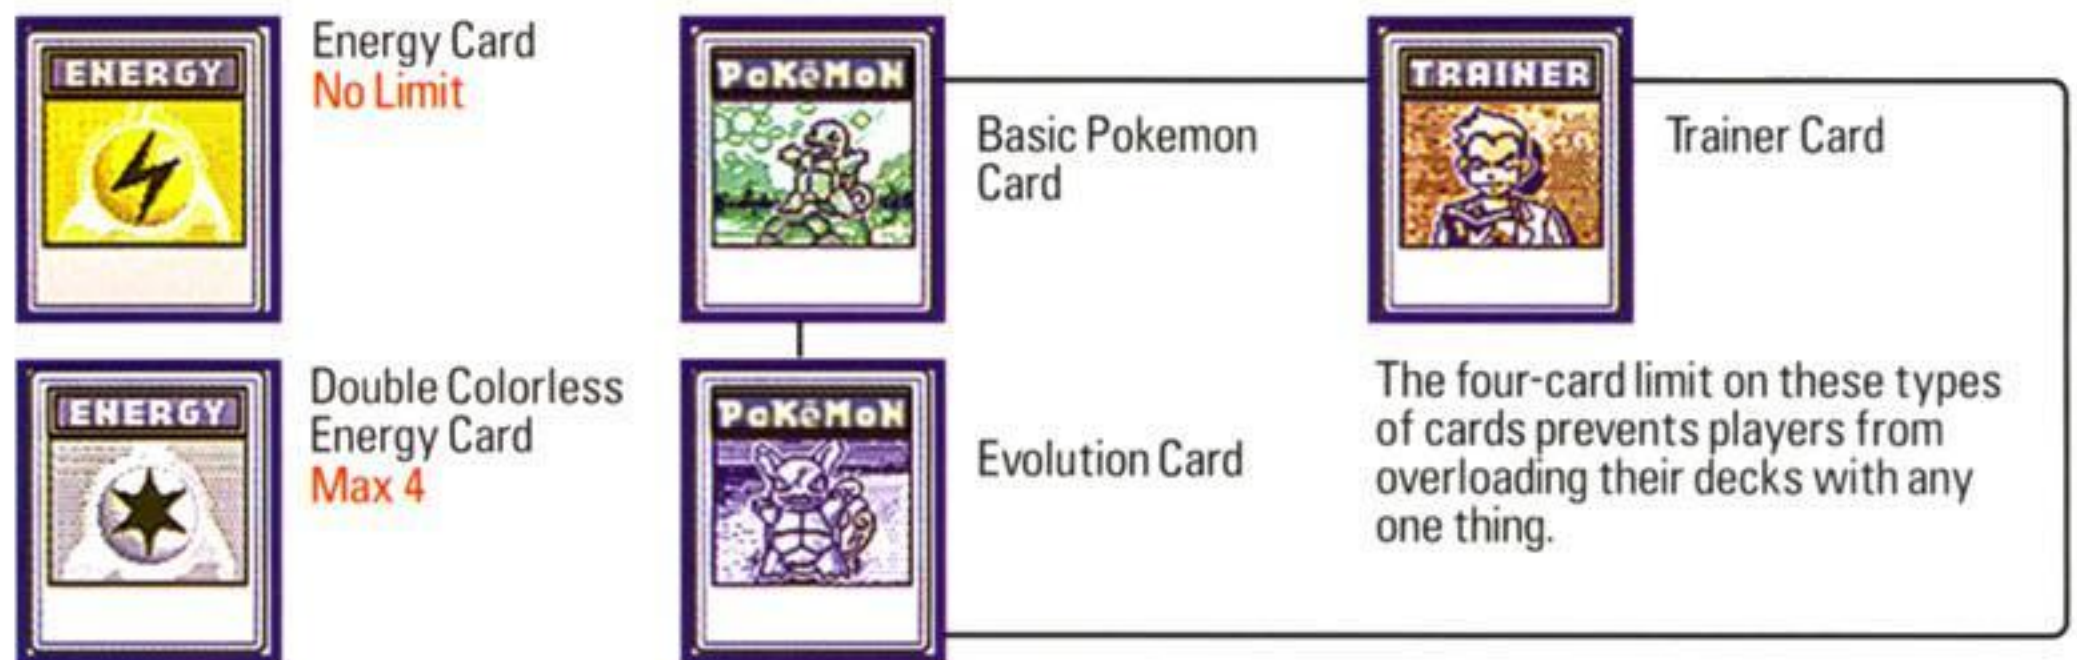 ENERGY
Energy Card
No Limit
POKéMON
Basic Pokemon
Card
TRAINER
Trainer Card
ENERGY
Double Colorless
Energy Card
Max 4
POKéMON
Evolution Card
The four-card limit on these types
of cards prevents players from
overloading their decks with any
one thing.